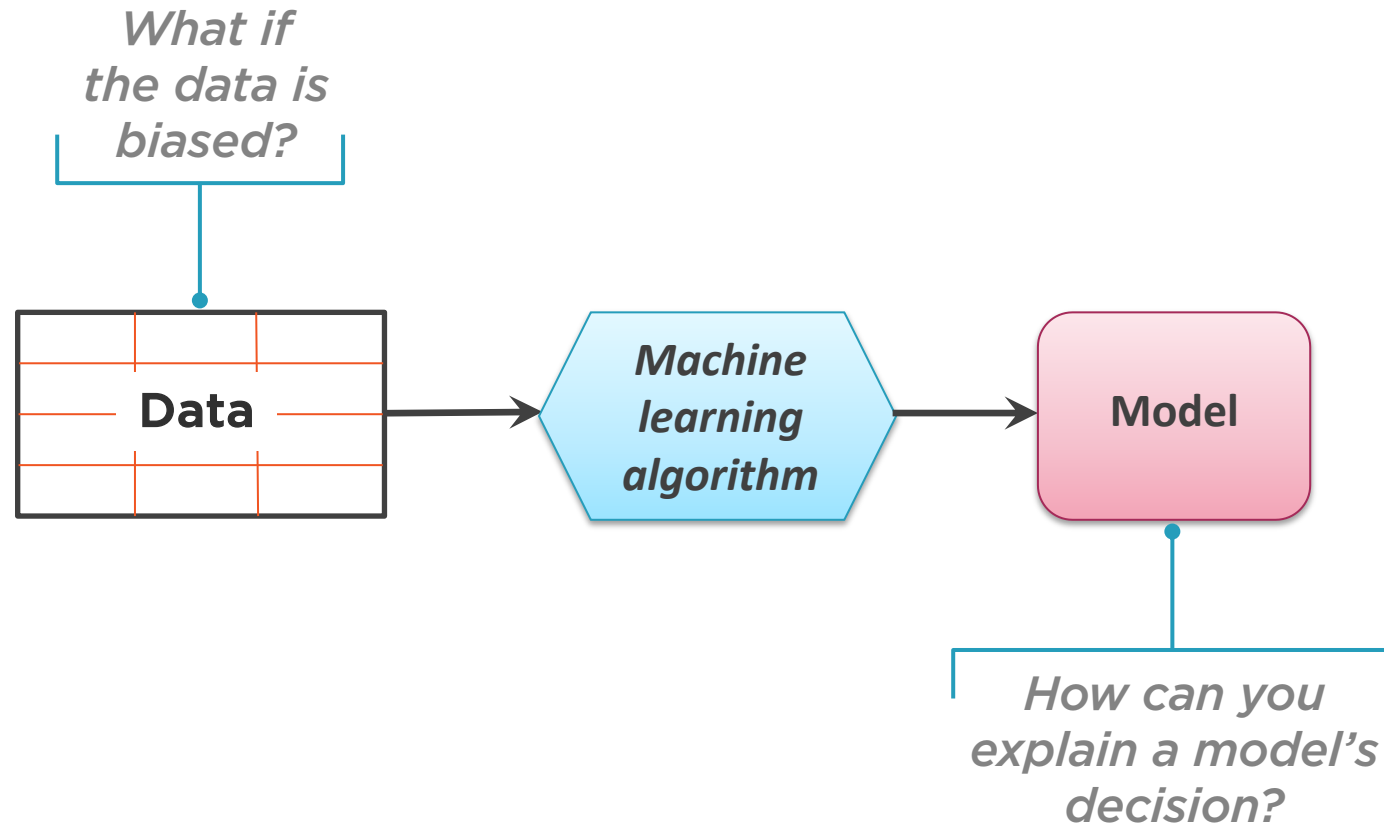 What if
the data is
biased?
Data
Machine
learning
algorithm
Model
How can you
explain a model's
decision?